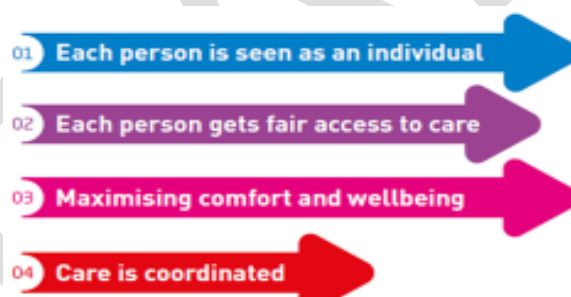 01 Each person is seen as an individual
02 Each person gets fair access to care
03 Maximising comfort and wellbeing
04 Care is coordinated